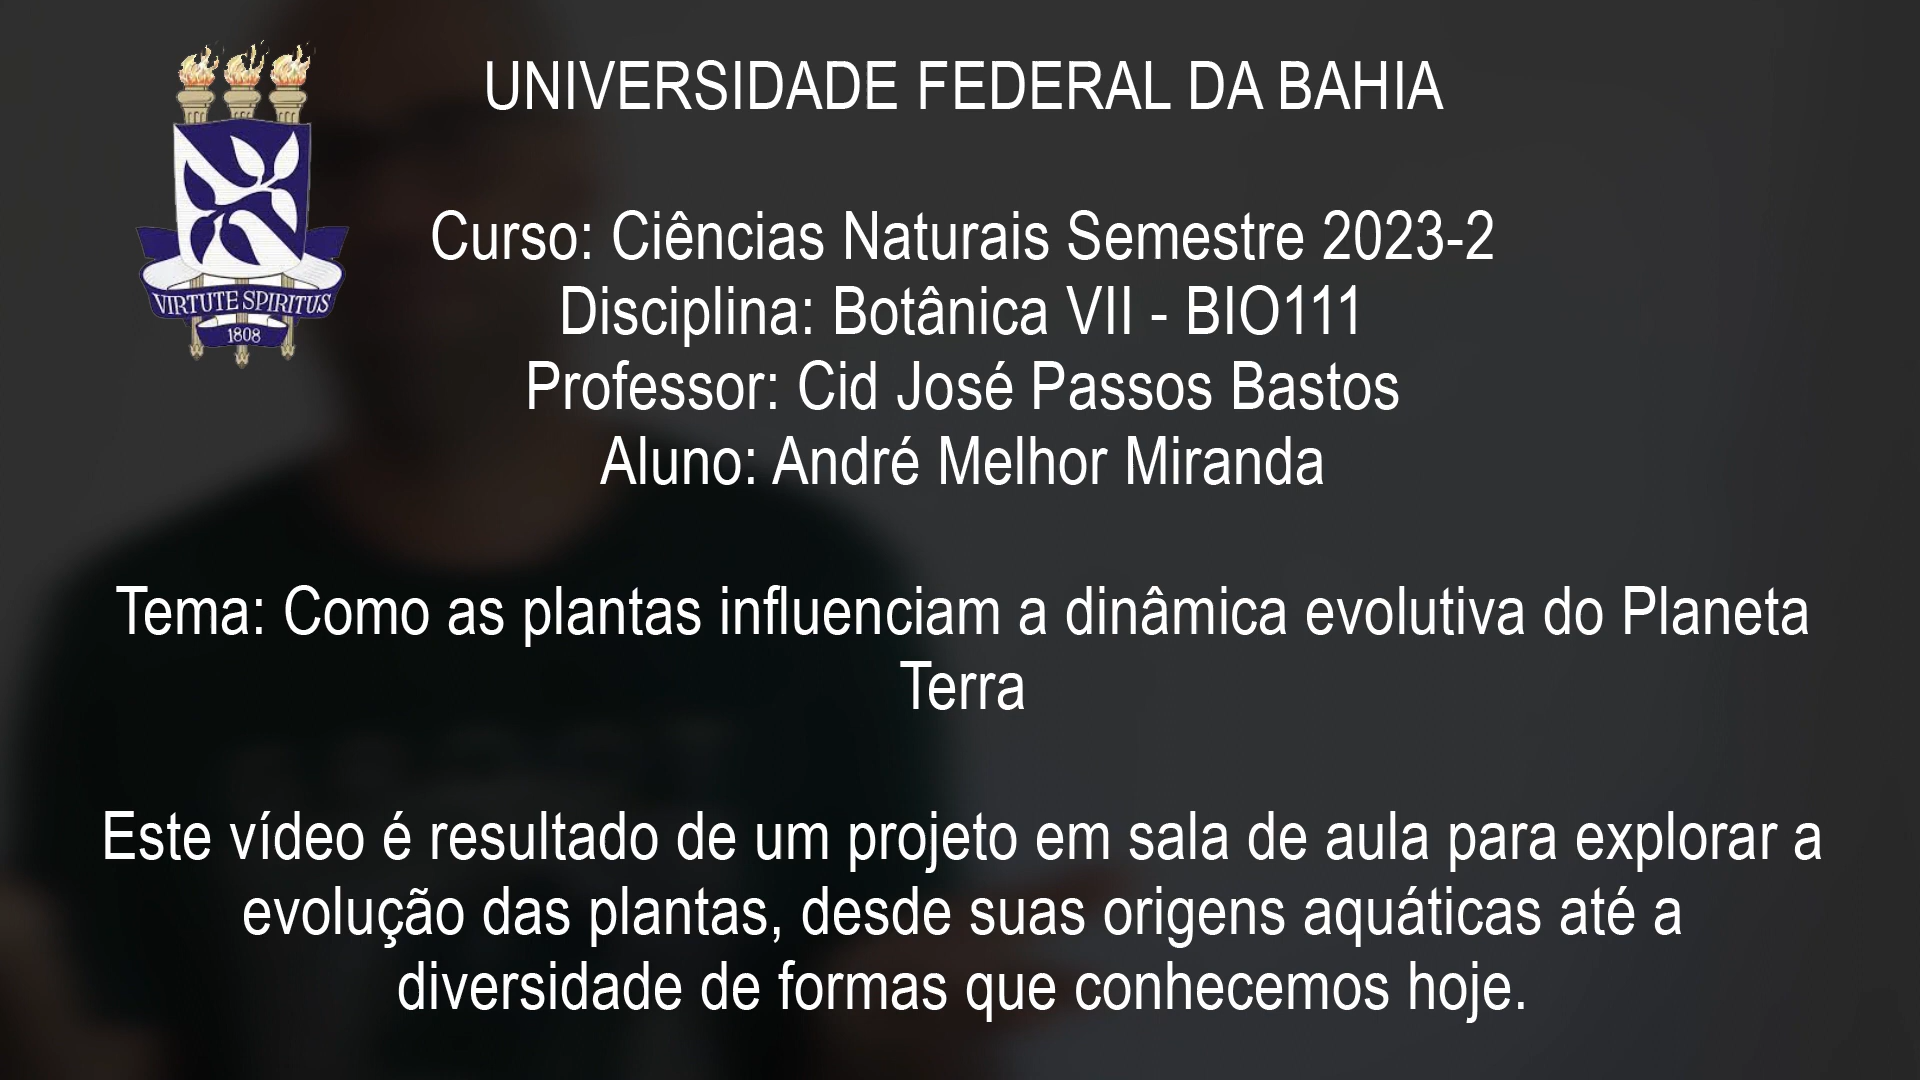 UNIVERSIDADE FEDERAL DA BAHIA
VIRTUTE SPIRITUS
1808
Curso: Ciências Naturais Semestre 2023-2
Disciplina: Botânica VII - BIO111
Professor: Cid José Passos Bastos
Aluno: André Melhor Miranda
Tema: Como as plantas influenciam a dinâmica evolutiva do Planeta
Terra
Este vídeo é resultado de um projeto em sala de aula para explorar a
evolução das plantas, desde suas origens aquáticas até a
diversidade de formas que conhecemos hoje.